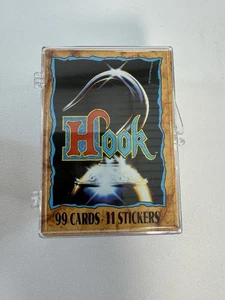 Hook
99 CARDS - 11 STICKERS